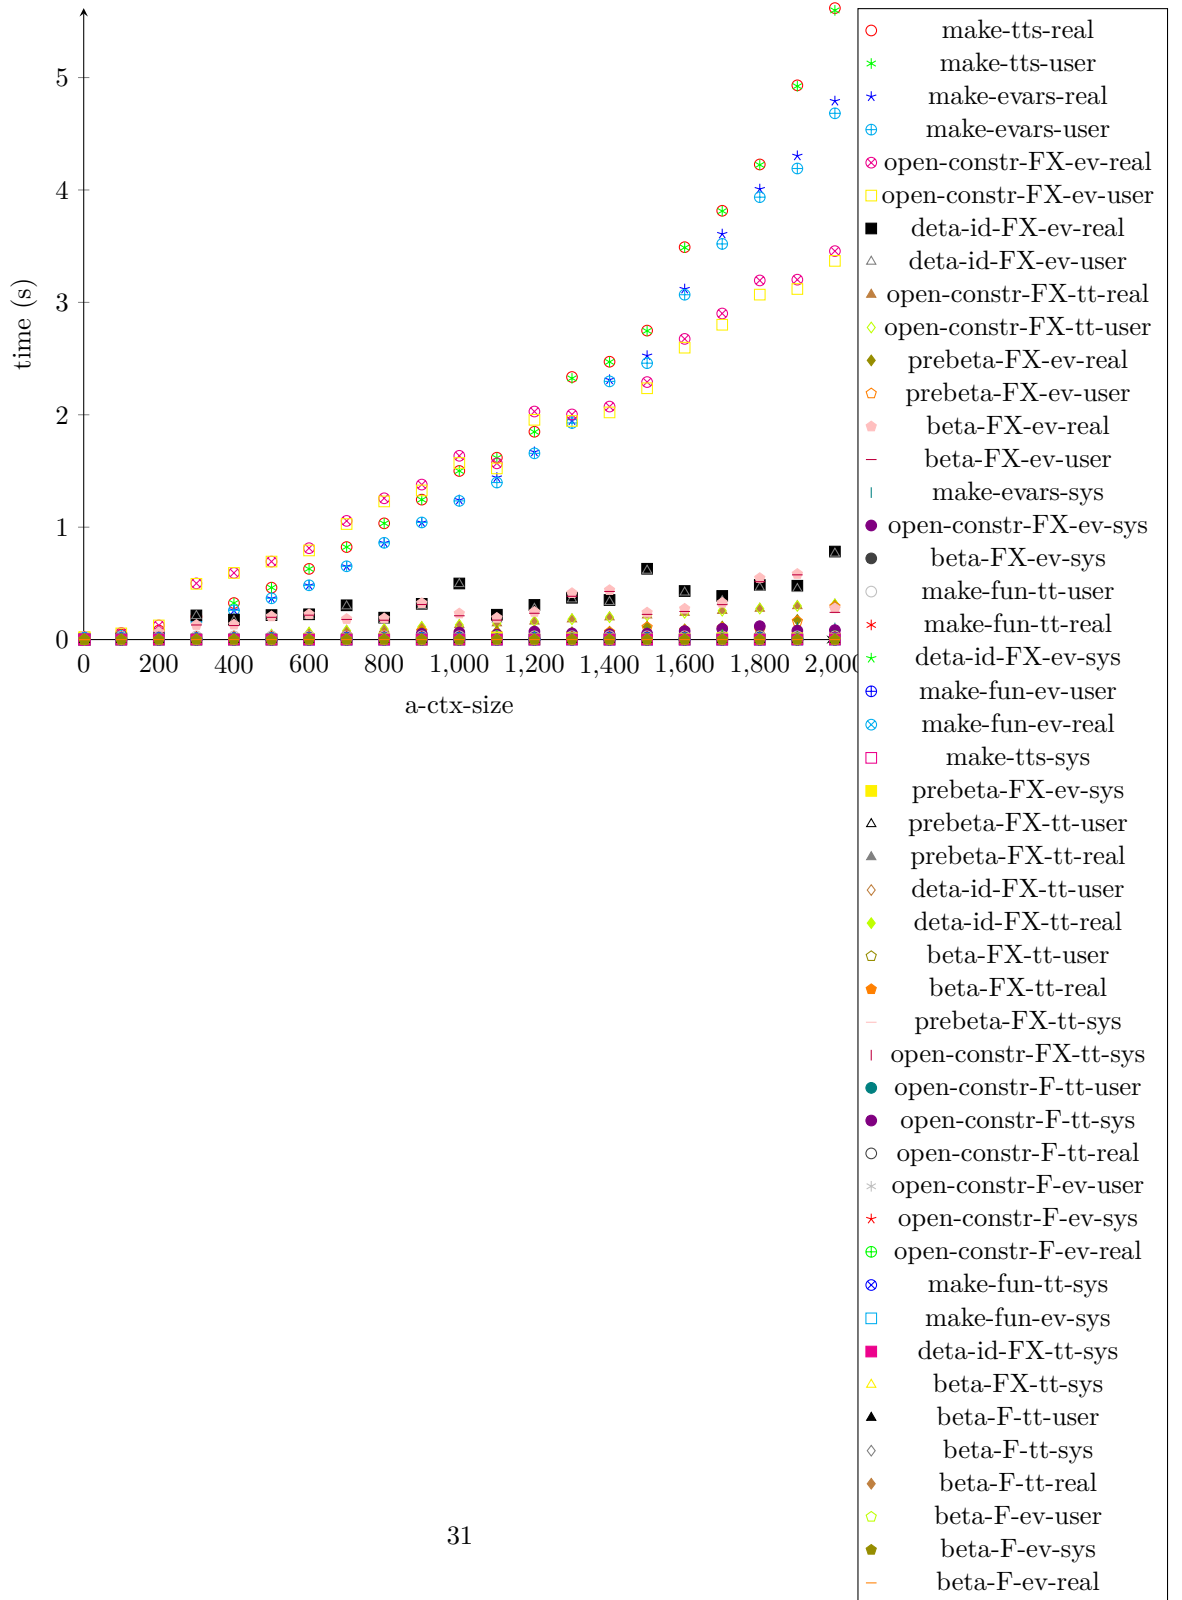 5
4
3
2
1
0
time (s)
0
200
400
600
800
1,000
1,200
1,400
1,600
1,800
2,000
a-ctx-size
make-tts-real
make-tts-user
make-evars-real
make-evars-user
open-constr-FX-ev-real
open-constr-FX-ev-user
deta-id-FX-ev-real
deta-id-FX-ev-user
open-constr-FX-tt-real
open-constr-FX-tt-user
prebeta-FX-ev-real
prebeta-FX-ev-user
beta-FX-ev-real
beta-FX-ev-user
make-evars-sys
open-constr-FX-ev-sys
beta-FX-ev-sys
make-fun-tt-user
make-fun-tt-real
deta-id-FX-ev-sys
make-fun-ev-user
make-fun-ev-real
make-tts-sys
prebeta-FX-ev-sys
prebeta-FX-tt-user
prebeta-FX-tt-real
deta-id-FX-tt-user
deta-id-FX-tt-real
beta-FX-tt-user
beta-FX-tt-real
prebeta-FX-tt-sys
open-constr-FX-tt-sys
open-constr-F-tt-user
open-constr-F-tt-sys
open-constr-F-tt-real
open-constr-F-ev-user
open-constr-F-ev-sys
open-constr-F-ev-real
make-fun-tt-sys
make-fun-ev-sys
deta-id-FX-tt-sys
beta-FX-tt-sys
beta-F-tt-user
beta-F-tt-sys
beta-F-tt-real
beta-F-ev-user
beta-F-ev-sys
beta-F-ev-real
31